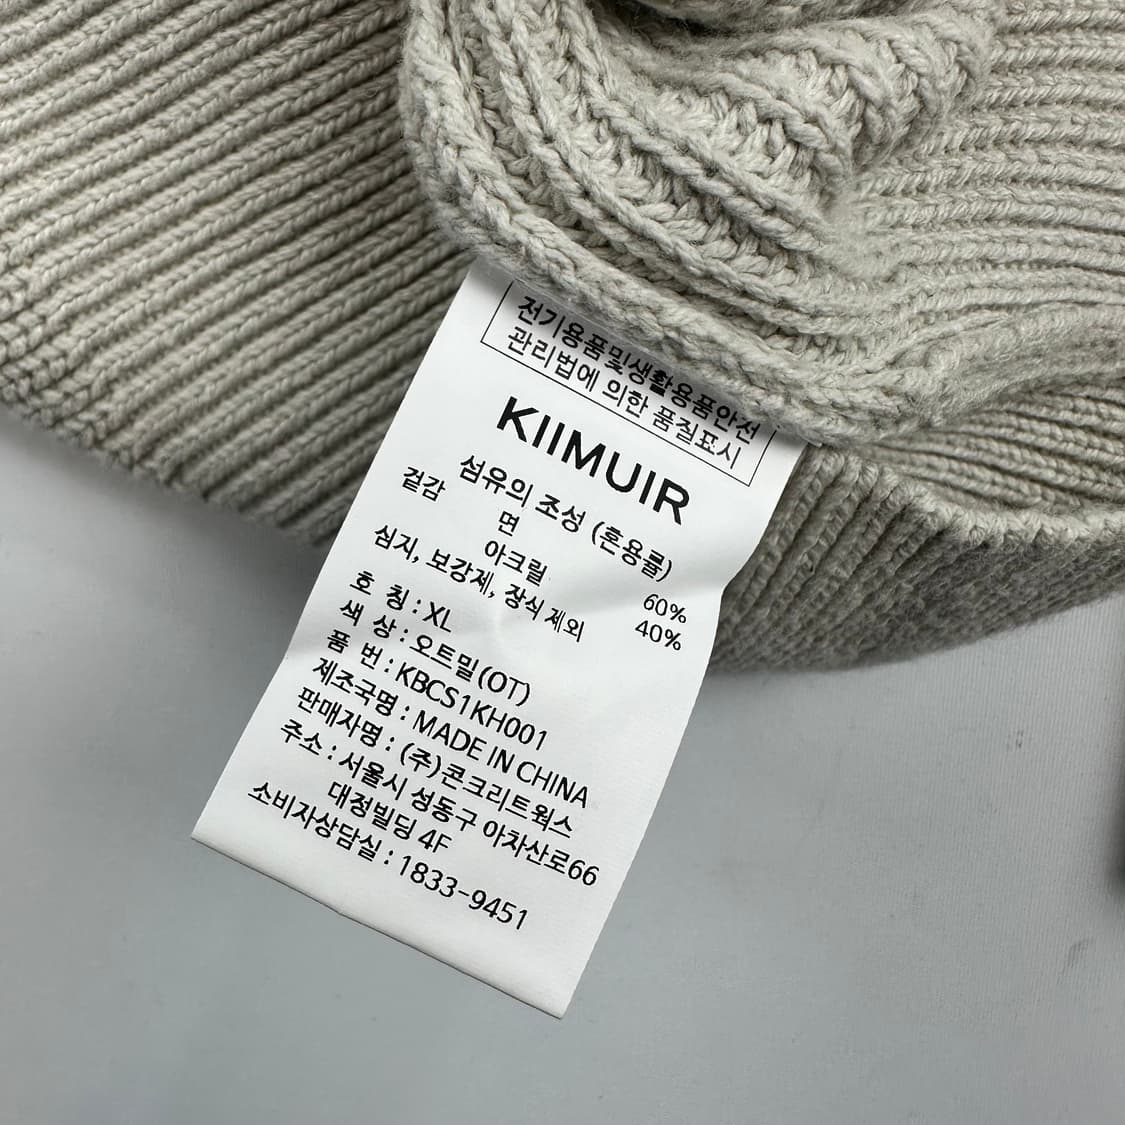 전기용품및생활용품안전
관리법에 의한 품질표시
KIIMUIR
섬유의 조성 (혼용률)
겉감
면 60%
아크릴 40%
심지, 보강제, 장식 제외
호 칭 : XL
색 상 : 오트밀(OT)
품 번 : KBCS1KH001
제조국명 : MADE IN CHINA
판매자명 : (주)콘크리트웍스
주소 : 서울시 성동구 아차산로66
대정빌딩 4F
소비자상담실 : 1833-9451